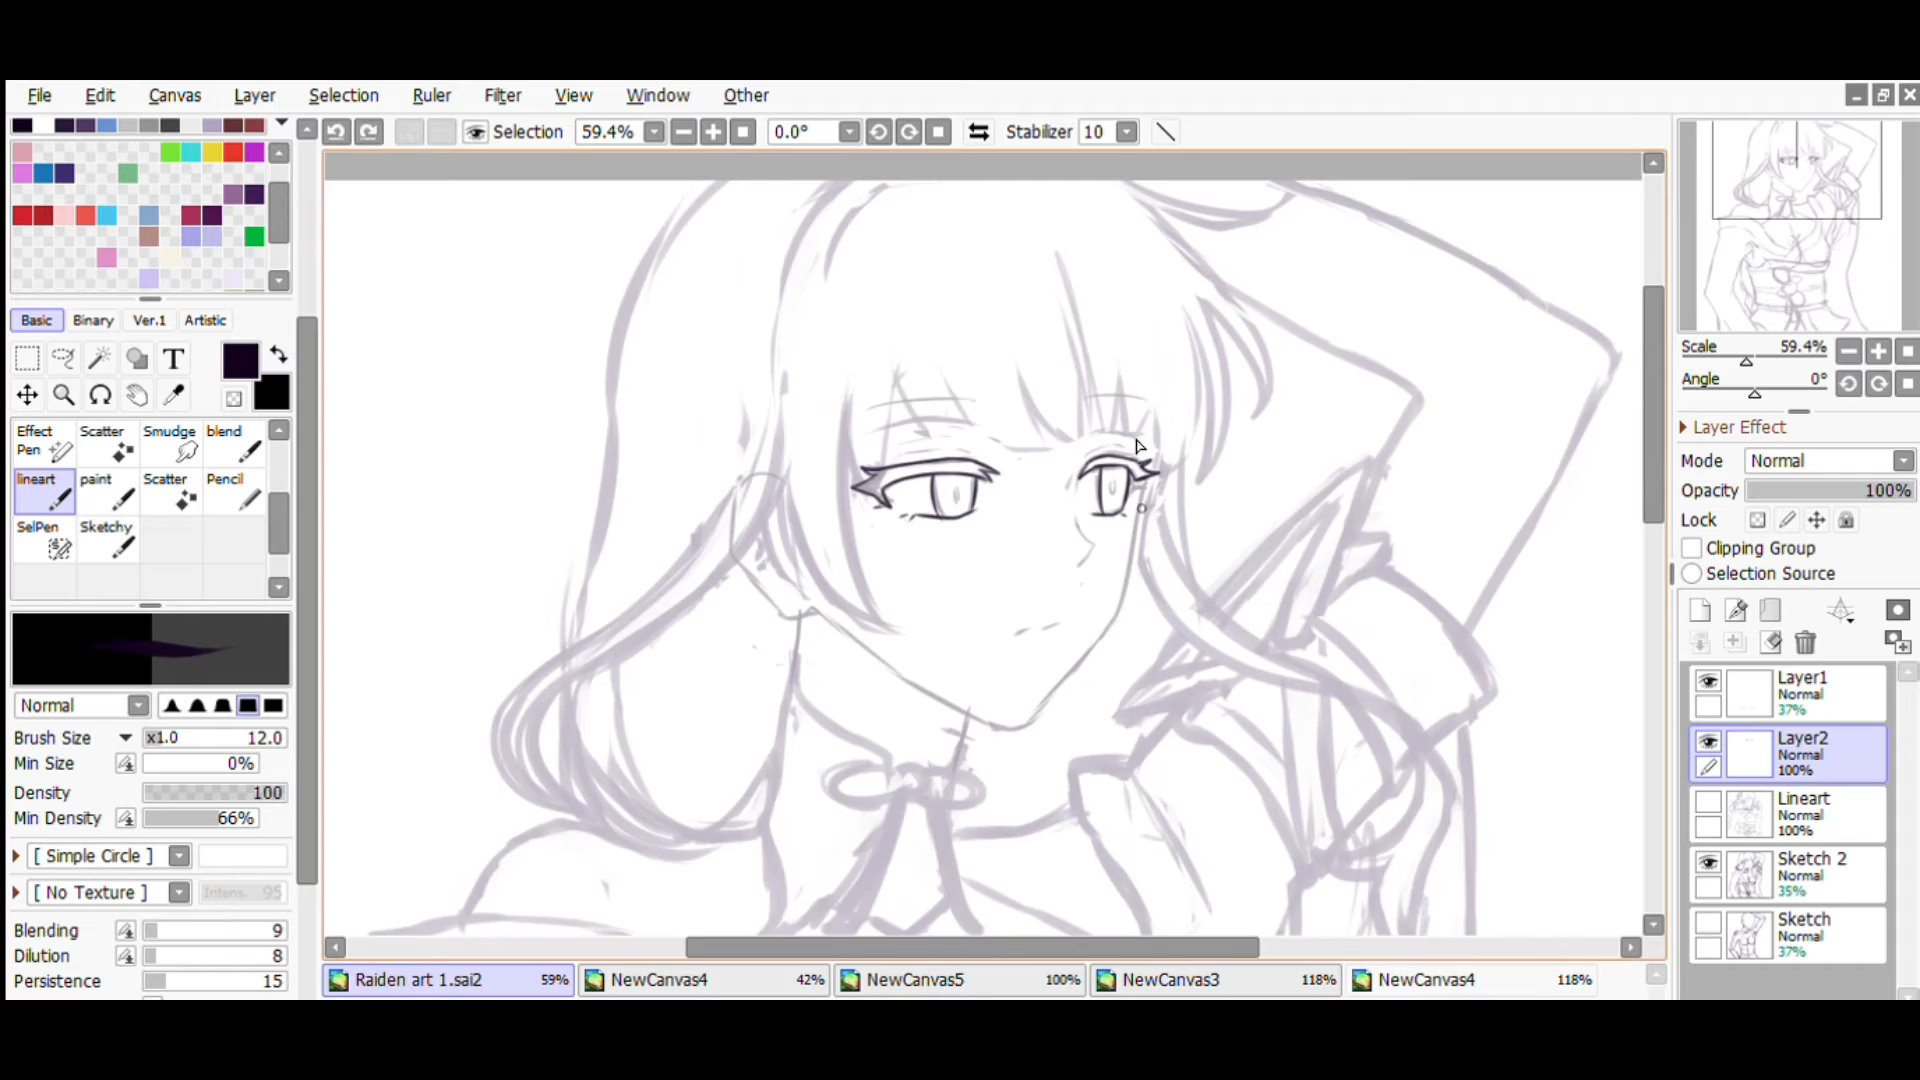 File Edit Canvas Layer Selection Ruler Filter View Window Other
Selection 59.4% 0.0° Stabilizer 10
Basic Binary Ver.1 Artistic
T
Effect Pen Scatter Smudge blend
lineart paint Scatter Pencil
SelPen Sketchy
Normal
Brush Size x1.0 12.0
Min Size 0%
Density 100
Min Density 66%
[ Simple Circle ]
[ No Texture ] Intens. 95
Blending 9
Dilution 8
Persistence 15
Raiden art 1.sai2 59% NewCanvas4 42% NewCanvas5 100% NewCanvas3 118% NewCanvas4 118%
Scale 59.4%
Angle 0°
Layer Effect
Mode Normal
Opacity 100%
Lock
Clipping Group
Selection Source
Layer1
Normal
37%
Layer2
Normal
100%
Lineart
Normal
100%
Sketch 2
Normal
35%
Sketch
Normal
37%